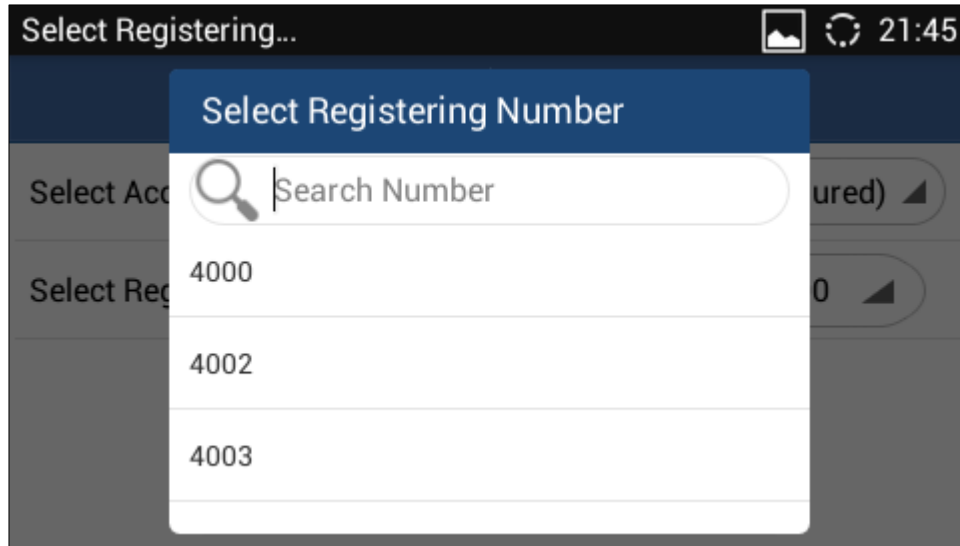 Select Registering... 21:45
Select Registering Number
Search Number
Select Acc ured)
4000
Select Reg 0
4002
4003